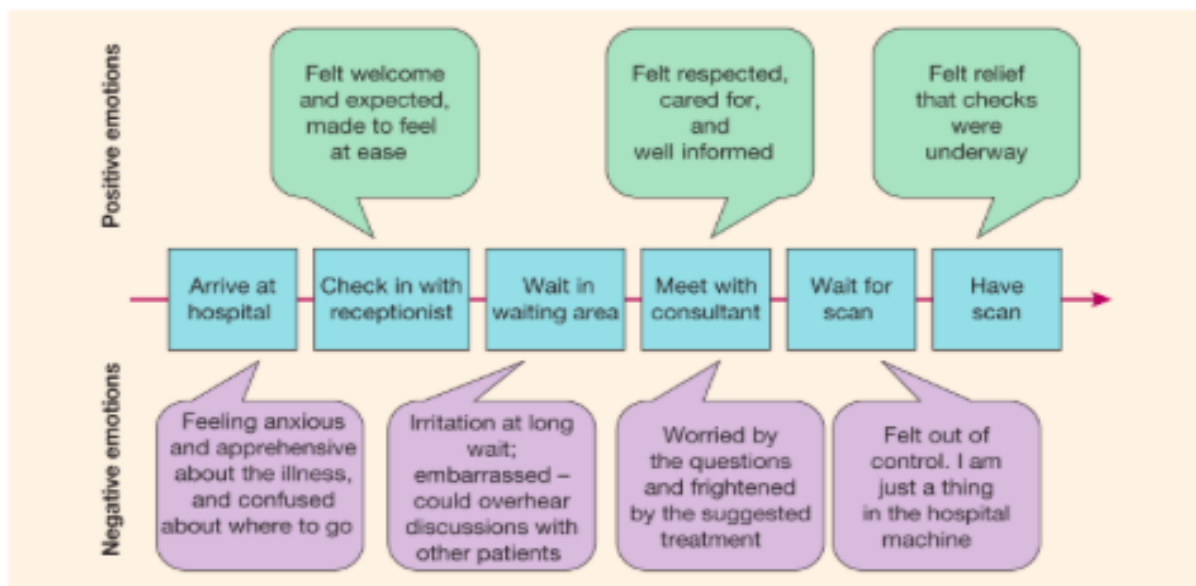 Positive emotions
Felt welcome
and expected,
made to feel
at ease
Felt respected,
cared for,
and
well informed
Felt relief
that checks
were
underway
Arrive at
hospital
Check in with
receptionist
Wait in
waiting area
Meet with
consultant
Wait for
scan
Have
scan
Negative emotions
Feeling anxious
and apprehensive
about the illness,
and confused
about where to go
Irritation at long
wait;
embarrassed –
could overhear
discussions with
other patients
Worried by
the questions
and frightened
by the suggested
treatment
Felt out of
control. I am
just a thing
in the hospital
machine